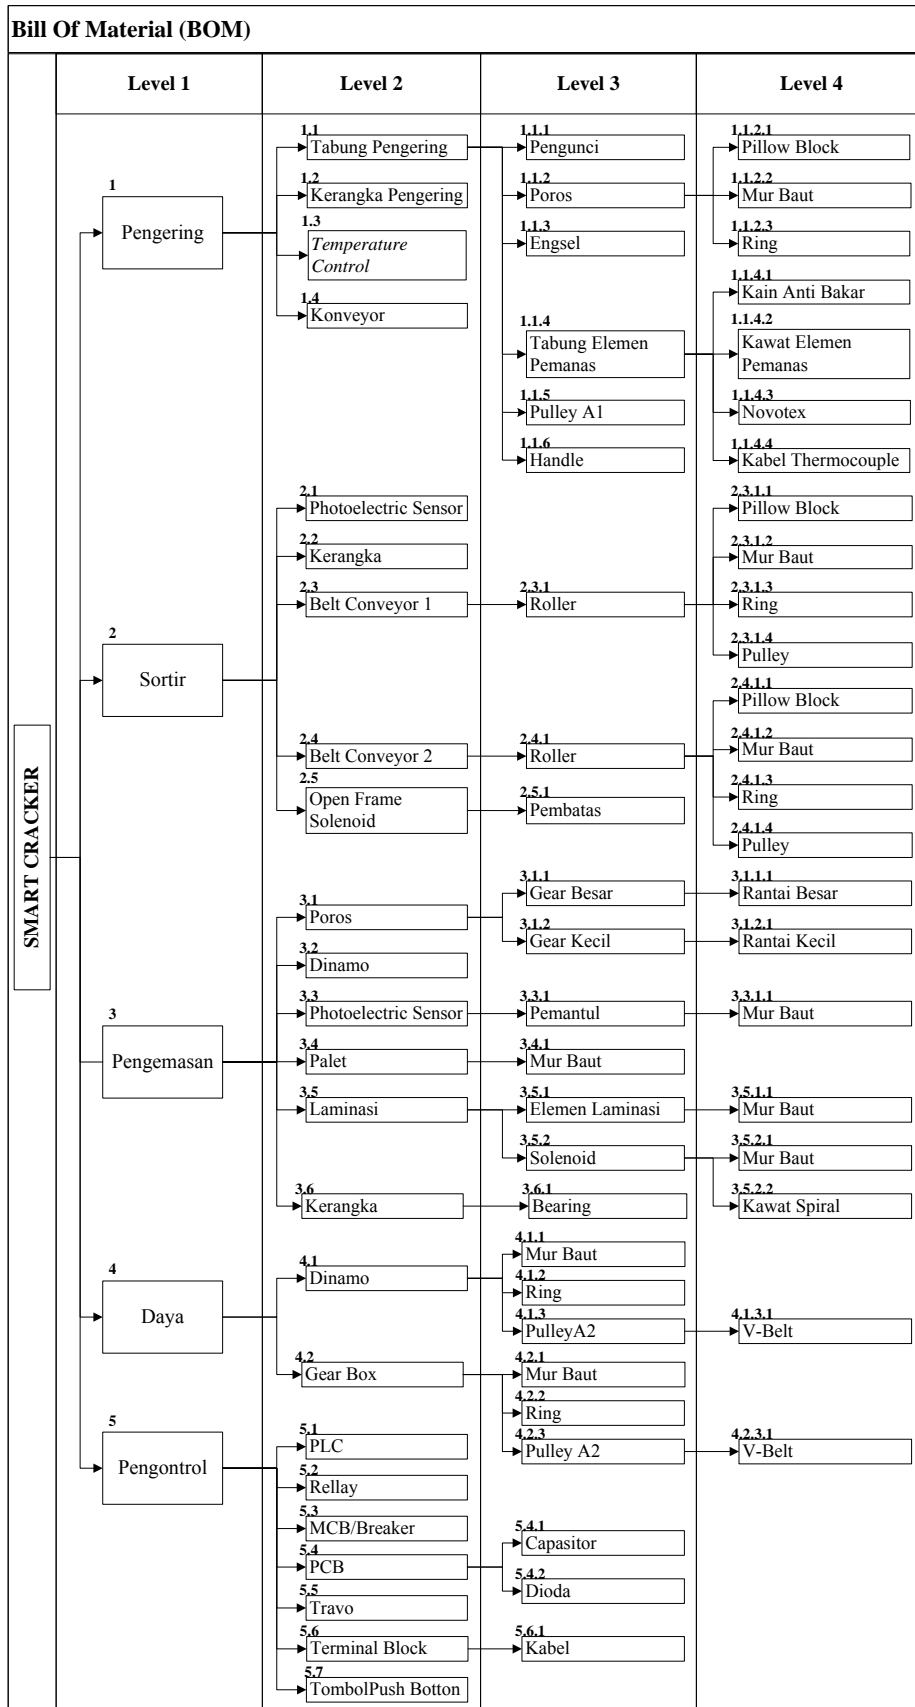 Bill Of Material (BOM)
Level 1
Level 2
Level 3
Level 4
SMART CRACKER
1
Pengering
1.1
Tabung Pengering
1.2
Kerangka Pengering
1.3
Temperature
Control
1.4
Konveyor
1.1.1
Pengunci
1.1.2
Poros
1.1.3
Engsel
1.1.4
Tabung Elemen
Pemanas
1.1.5
Pulley A1
1.1.6
Handle
1.1.2.1
Pillow Block
1.1.2.2
Mur Baut
1.1.2.3
Ring
1.1.4.1
Kain Anti Bakar
1.1.4.2
Kawat Elemen
Pemanas
1.1.4.3
Novotex
1.1.4.4
Kabel Thermocouple
2
Sortir
2.1
Photoelectric Sensor
2.2
Kerangka
2.3
Belt Conveyor 1
2.4
Belt Conveyor 2
2.5
Open Frame
Solenoid
2.3.1
Roller
2.4.1
Roller
2.5.1
Pembatas
2.3.1.1
Pillow Block
2.3.1.2
Mur Baut
2.3.1.3
Ring
2.3.1.4
Pulley
2.4.1.1
Pillow Block
2.4.1.2
Mur Baut
2.4.1.3
Ring
2.4.1.4
Pulley
3
Pengemasan
3.1
Poros
3.2
Dinamo
3.3
Photoelectric Sensor
3.4
Palet
3.5
Laminasi
3.6
Kerangka
3.1.1
Gear Besar
3.1.2
Gear Kecil
3.3.1
Pemantul
3.4.1
Mur Baut
3.5.1
Elemen Laminasi
3.5.2
Solenoid
3.6.1
Bearing
3.1.1.1
Rantai Besar
3.1.2.1
Rantai Kecil
3.3.1.1
Mur Baut
3.5.1.1
Mur Baut
3.5.2.1
Mur Baut
3.5.2.2
Kawat Spiral
4
Daya
4.1
Dinamo
4.2
Gear Box
4.1.1
Mur Baut
4.1.2
Ring
4.1.3
PulleyA2
4.2.1
Mur Baut
4.2.2
Ring
4.2.3
Pulley A2
4.1.3.1
V-Belt
4.2.3.1
V-Belt
5
Pengontrol
5.1
PLC
5.2
Rellay
5.3
MCB/Breaker
5.4
PCB
5.5
Travo
5.6
Terminal Block
5.7
TombolPush Botton
5.4.1
Capasitor
5.4.2
Dioda
5.6.1
Kabel